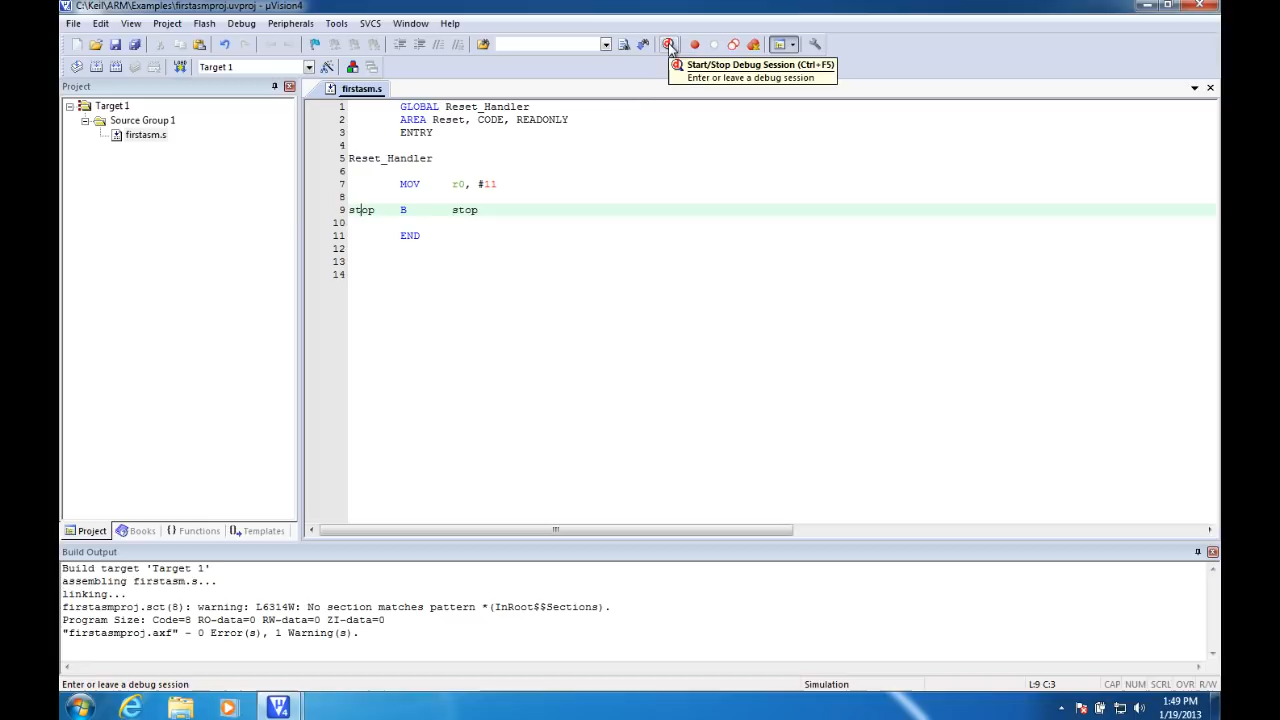 C:\Keil\ARM\Examples\firstasmproj.uvproj - µVision4
File Edit View Project Flash Debug Peripherals Tools SVCS Window Help
Target 1
Start/Stop Debug Session (Ctrl+F5)
Enter or leave a debug session
Project
Target 1
Source Group 1
firstasm.s
Project Books Functions Templates
firstasm.s
1 GLOBAL Reset_Handler
2 AREA Reset, CODE, READONLY
3 ENTRY
4
5 Reset_Handler
6
7 MOV r0, #11
8
9 stop B stop
10
11 END
12
13
14
Build Output
Build target 'Target 1'
assembling firstasm.s...
linking...
firstasmproj.sct(8): warning: L6314W: No section matches pattern *(InRoot$$Sections).
Program Size: Code=8 RO-data=0 RW-data=0 ZI-data=0
"firstasmproj.axf" - 0 Error(s), 1 Warning(s).
Enter or leave a debug session Simulation L:9 C:3 CAP NUM SCRL OVR R/W
1:49 PM
1/19/2013